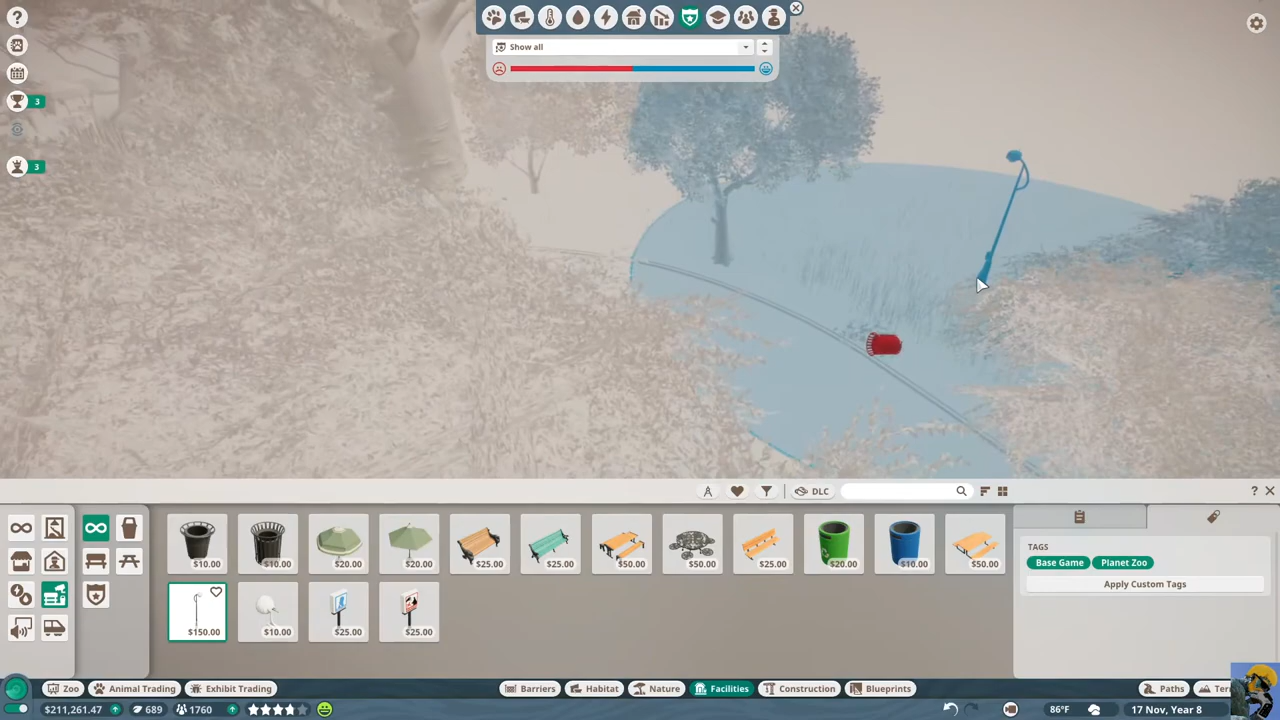 ?
Show all
3
3
DLC
?
$10.00
$10.00
$20.00
$20.00
$25.00
$25.00
$50.00
$50.00
$25.00
$20.00
$10.00
$50.00
$150.00
$10.00
$25.00
$25.00
TAGS
Base Game
Planet Zoo
Apply Custom Tags
Zoo
Animal Trading
Exhibit Trading
Barriers
Habitat
Nature
Facilities
Construction
Blueprints
Paths
$211,261.47
689
1760
86°F
17 Nov, Year 8